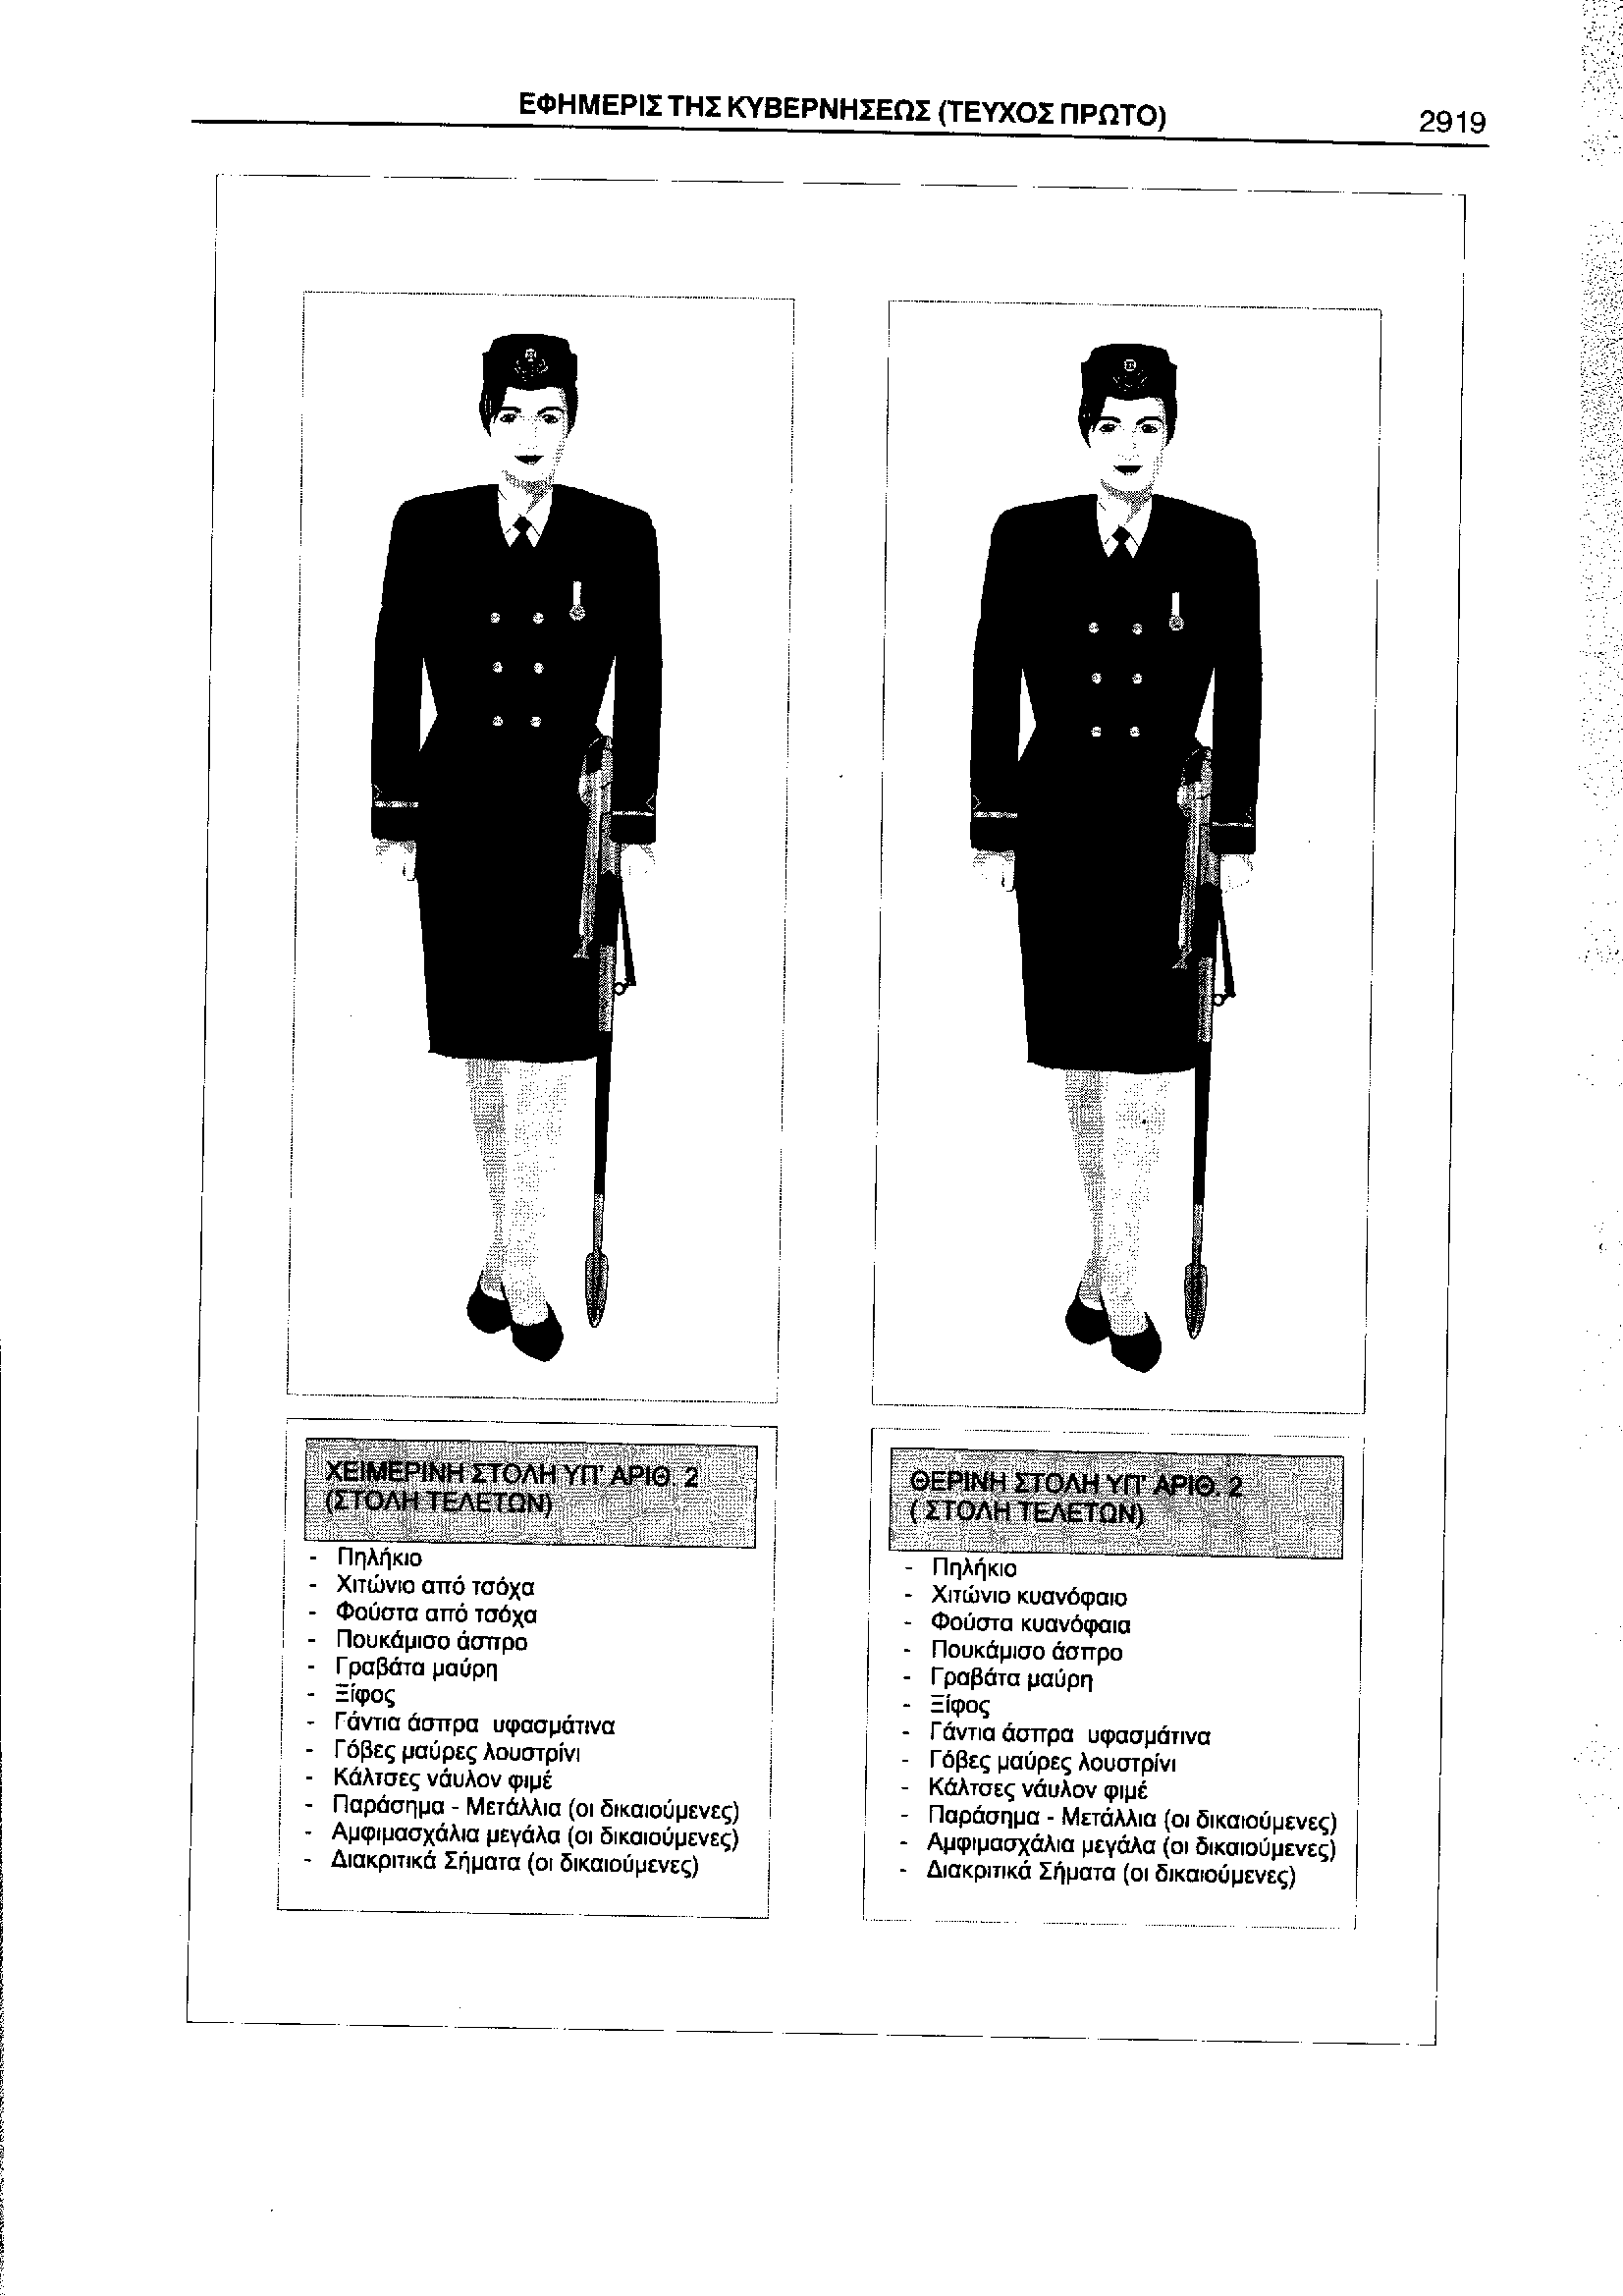 ΕΦΗΜΕΡΙΣ ΤΗΣ ΚΥΒΕΡΝΗΣΕΩΣ (ΤΕΥΧΟΣ ΠΡΩΤΟ)
2919
ΧΕΙΜΕΡΙΝΗ ΣΤΟΛΗ ΥΠ' ΑΡΙΘ. 2
(ΣΤΟΛΗ ΤΕΛΕΤΩΝ)
- Πηλήκιο
- Χιτώνιο από τσόχα
- Φούστα από τσόχα
- Πουκάμισο άσπρο
- Γραβάτα μαύρη
- Ξίφος
- Γάντια άσπρα υφασμάτινα
- Γόβες μαύρες λουστρίνι
- Κάλτσες νάυλον φιμέ
- Παράσημα - Μετάλλια (οι δικαιούμενες)
- Αμφιμασχάλια μεγάλα (οι δικαιούμενες)
- Διακριτικά Σήματα (οι δικαιούμενες)
ΘΕΡΙΝΗ ΣΤΟΛΗ ΥΠ' ΑΡΙΘ. 2
( ΣΤΟΛΗ ΤΕΛΕΤΩΝ)
- Πηλήκιο
- Χιτώνιο κυανόφαιο
- Φούστα κυανόφαια
- Πουκάμισο άσπρο
- Γραβάτα μαύρη
- Ξίφος
- Γάντια άσπρα υφασμάτινα
- Γόβες μαύρες λουστρίνι
- Κάλτσες νάυλον φιμέ
- Παράσημα - Μετάλλια (οι δικαιούμενες)
- Αμφιμασχάλια μεγάλα (οι δικαιούμενες)
- Διακριτικά Σήματα (οι δικαιούμενες)